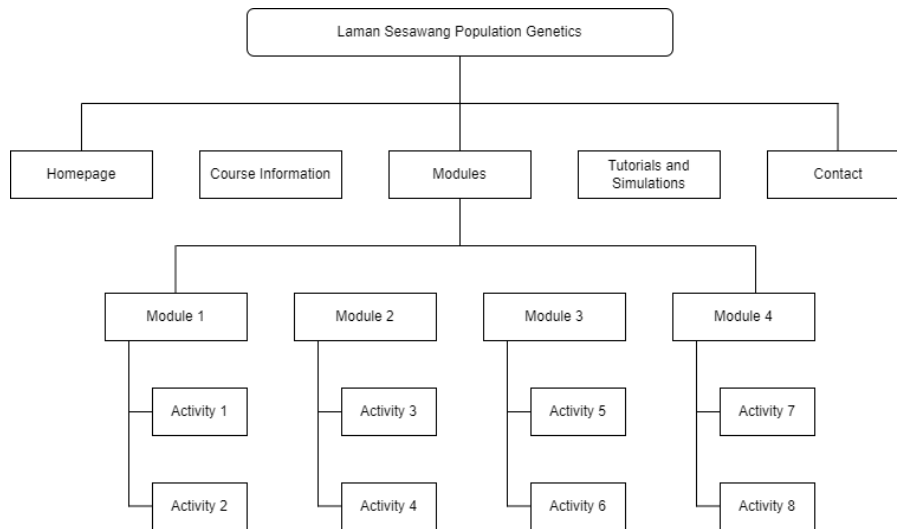 Laman Sesawang Population Genetics
Homepage
Course Information
Modules
Tutorials and
Simulations
Contact
Module 1
Module 2
Module 3
Module 4
Activity 1
Activity 3
Activity 5
Activity 7
Activity 2
Activity 4
Activity 6
Activity 8